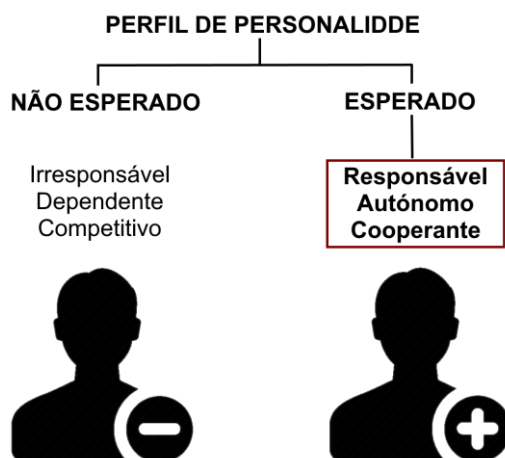 PERFIL DE PERSONALIDDE
NÃO ESPERADO
ESPERADO
Irresponsável
Dependente
Competitivo
Responsável
Autónomo
Cooperante